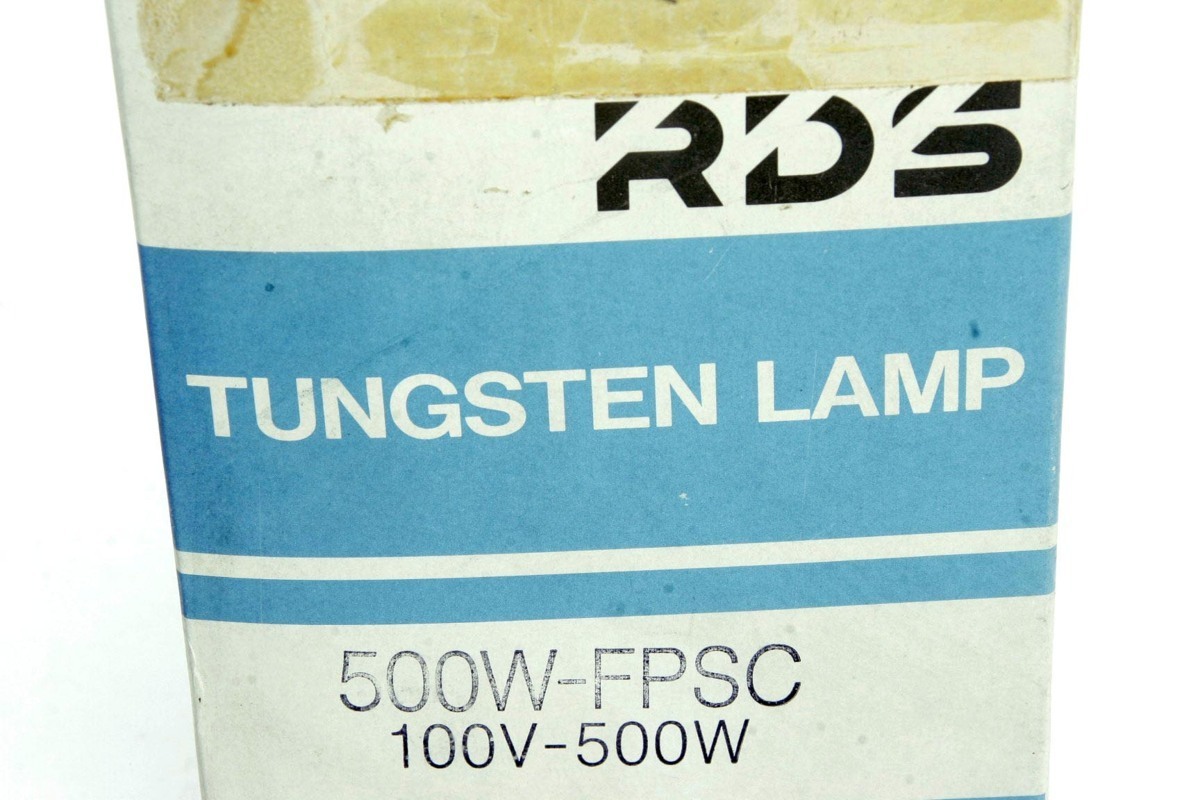 RDS
TUNGSTEN LAMP
500W-FPSC
100V-500W